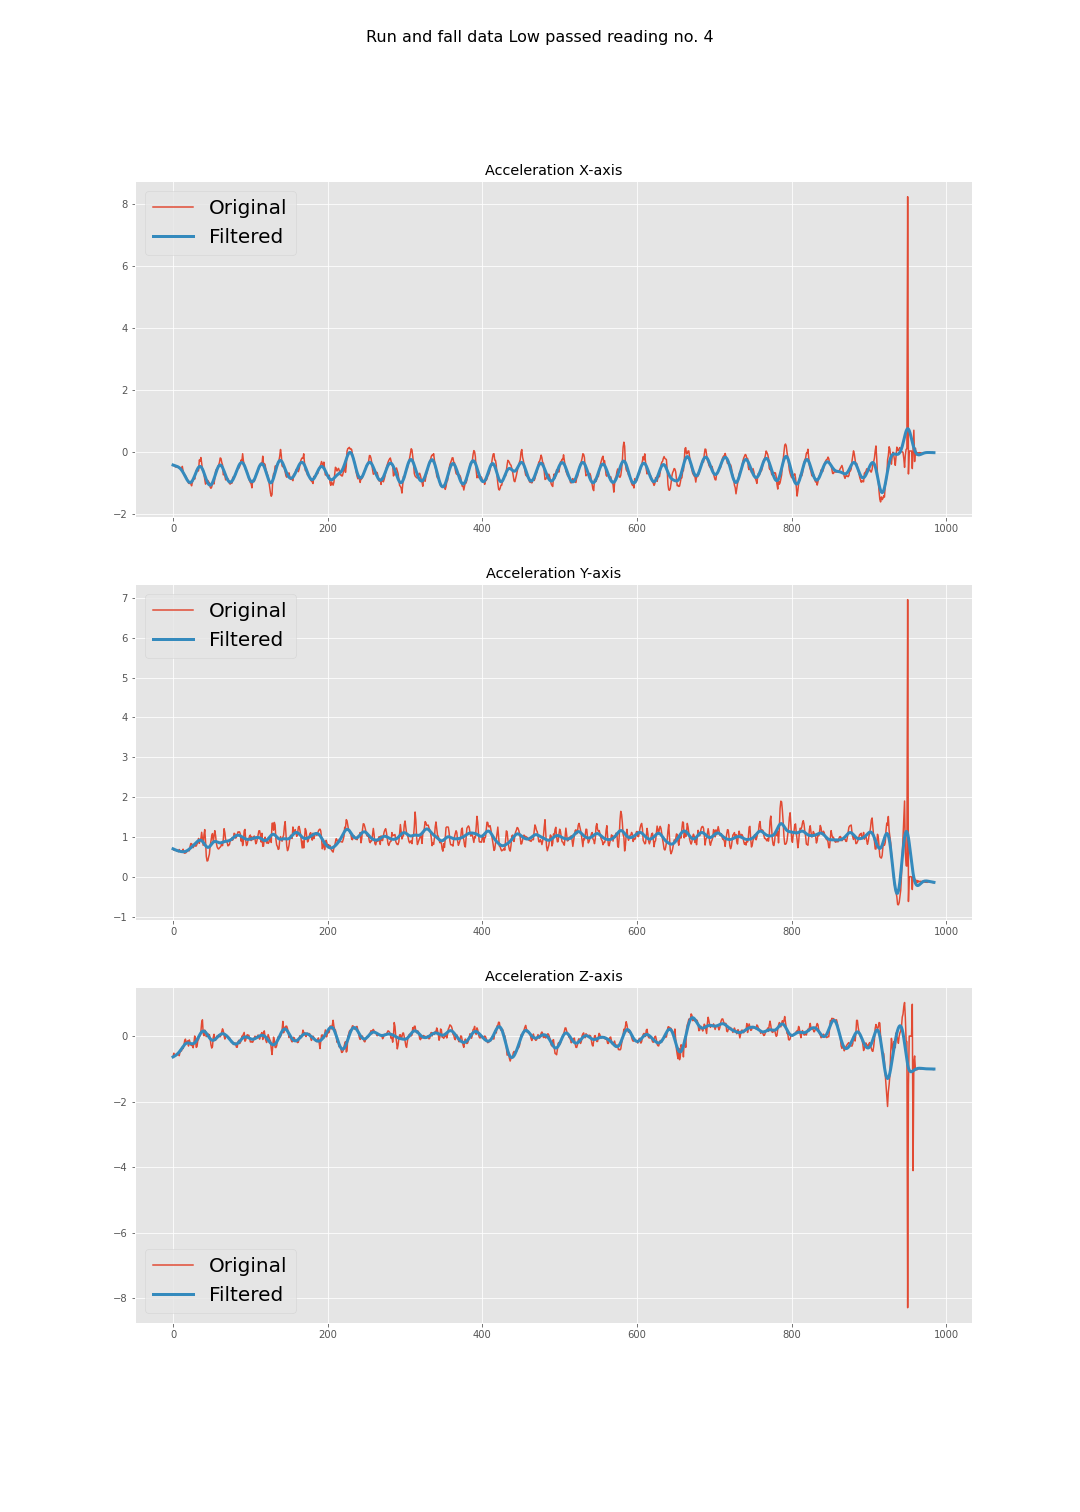 Run and fall data Low passed reading no. 4
Acceleration X-axis
Original
Filtered
8
6
4
2
0
−2
0 200 400 600 800 1000
Acceleration Y-axis
Original
Filtered
7
6
5
4
3
2
1
0
−1
0 200 400 600 800 1000
Acceleration Z-axis
0
−2
−4
−6
−8
Original
Filtered
0 200 400 600 800 1000